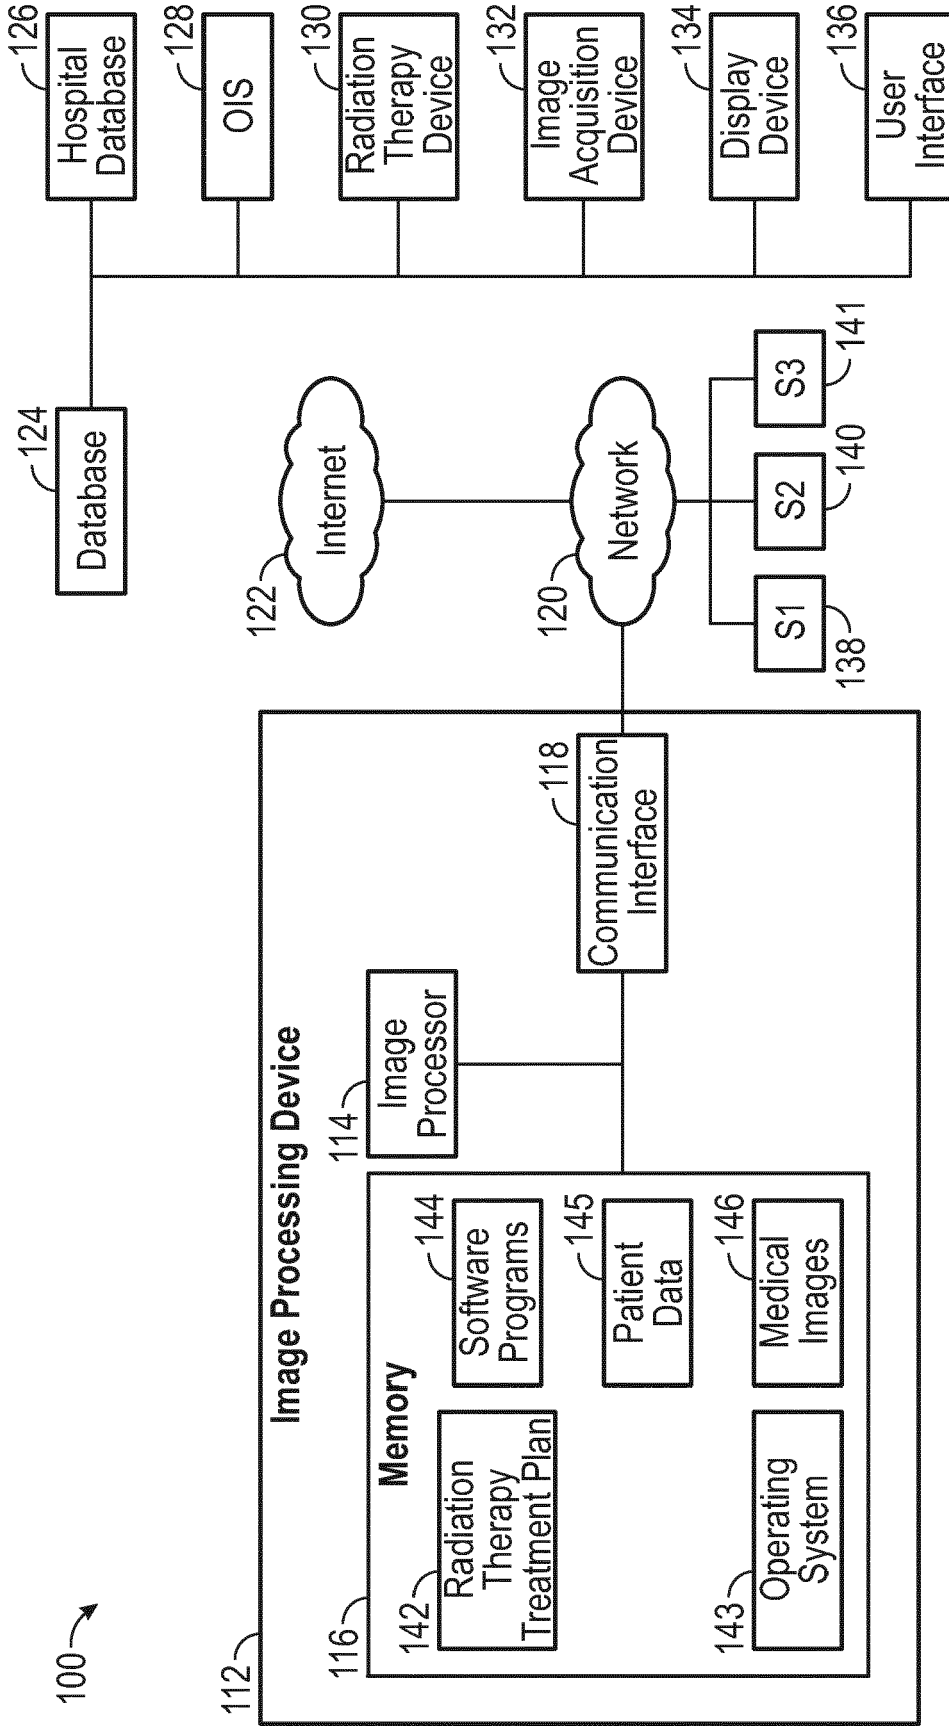 100
112
Image Processing Device
116
Memory
142
Radiation
Therapy
Treatment Plan
144
Software
Programs
145
Patient
Data
143
Operating
System
146
Medical
Images
114
Image
Processor
118
Communication
Interface
124
Database
122
Internet
120
Network
S1
138
S2
140
S3
141
126
Hospital
Database
128
OIS
130
Radiation
Therapy
Device
132
Image
Acquisition
Device
134
Display
Device
136
User
Interface